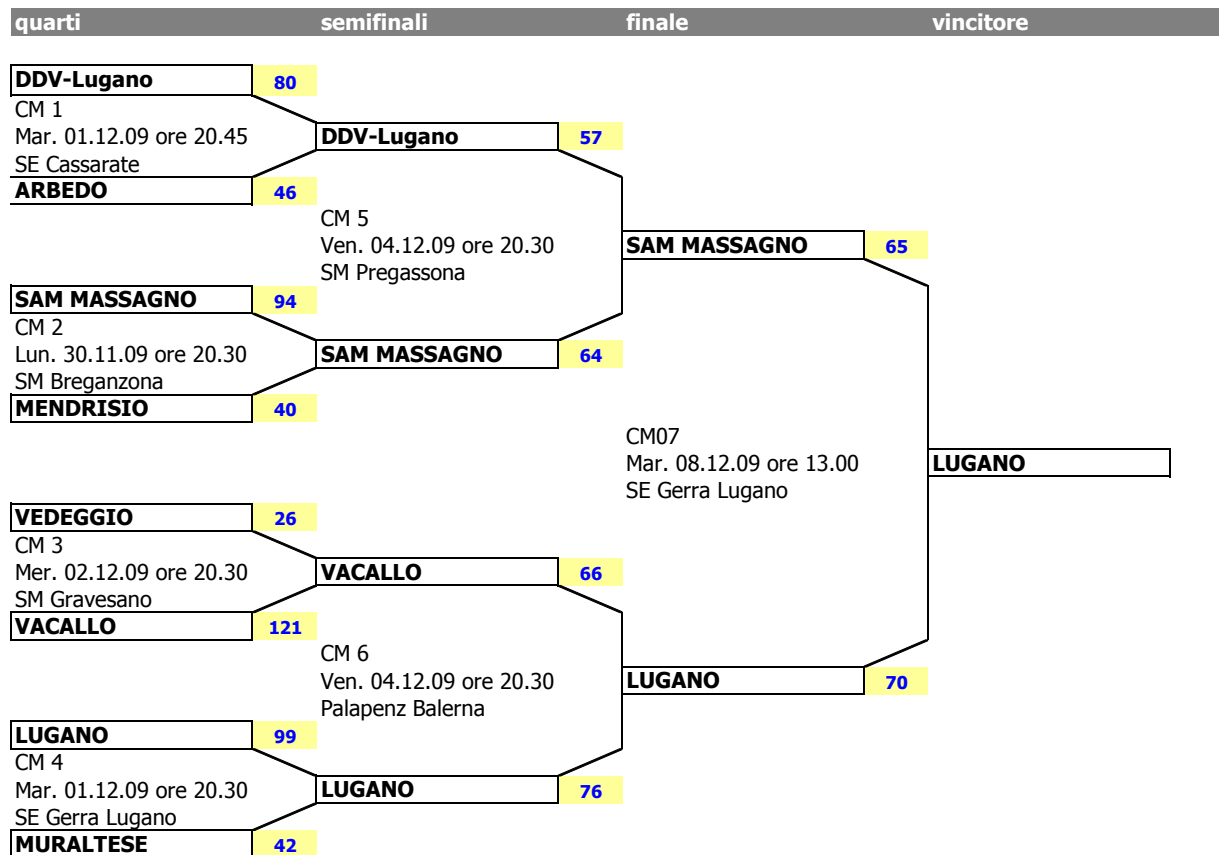 quarti semifinali finale vincitore
DDV-Lugano 80
CM 1
Mar. 01.12.09 ore 20.45
SE Cassarate
ARBEDO 46
DDV-Lugano 57
CM 5
Ven. 04.12.09 ore 20.30
SM Pregassona
SAM MASSAGNO 94
CM 2
Lun. 30.11.09 ore 20.30
SM Breganzona
MENDRISIO 40
SAM MASSAGNO 64
SAM MASSAGNO 65
CM07
Mar. 08.12.09 ore 13.00
SE Gerra Lugano
LUGANO
VEDEGGIO 26
CM 3
Mer. 02.12.09 ore 20.30
SM Gravesano
VACALLO 121
VACALLO 66
CM 6
Ven. 04.12.09 ore 20.30
Palapenz Balerna
LUGANO 70
LUGANO 99
CM 4
Mar. 01.12.09 ore 20.30
SE Gerra Lugano
MURALTESE 42
LUGANO 76